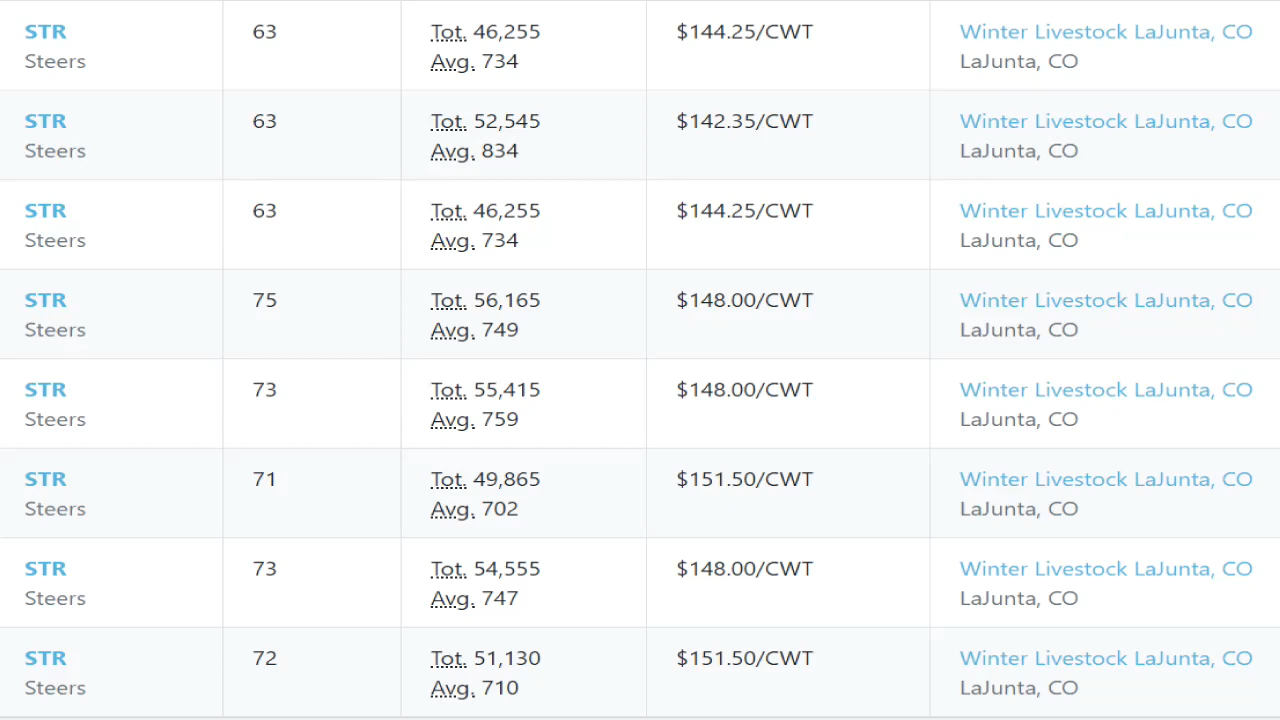 STR 63 Tot. 46,255 $144.25/CWT Winter Livestock LaJunta, CO
Steers Avg. 734 LaJunta, CO
STR 63 Tot. 52,545 $142.35/CWT Winter Livestock LaJunta, CO
Steers Avg. 834 LaJunta, CO
STR 63 Tot. 46,255 $144.25/CWT Winter Livestock LaJunta, CO
Steers Avg. 734 LaJunta, CO
STR 75 Tot. 56,165 $148.00/CWT Winter Livestock LaJunta, CO
Steers Avg. 749 LaJunta, CO
STR 73 Tot. 55,415 $148.00/CWT Winter Livestock LaJunta, CO
Steers Avg. 759 LaJunta, CO
STR 71 Tot. 49,865 $151.50/CWT Winter Livestock LaJunta, CO
Steers Avg. 702 LaJunta, CO
STR 73 Tot. 54,555 $148.00/CWT Winter Livestock LaJunta, CO
Steers Avg. 747 LaJunta, CO
STR 72 Tot. 51,130 $151.50/CWT Winter Livestock LaJunta, CO
Steers Avg. 710 LaJunta, CO